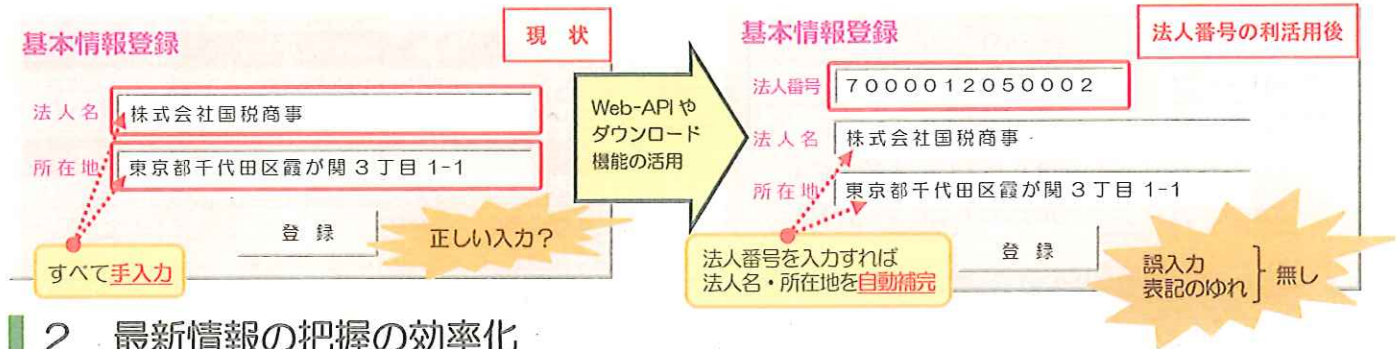 基本情報登録
現 状
法人名 株式会社国税商事
所在地 東京都千代田区霞が関3丁目1-1
登 録
正しい入力?
すべて手入力
Web-APIや
ダウンロード
機能の活用
基本情報登録
法人番号の利活用後
法人番号 7000012050002
法人名 株式会社国税商事
所在地 東京都千代田区霞が関3丁目1-1
登 録
法人番号を入力すれば
法人名・所在地を自動補完
誤入力
表記のゆれ
無し
2 最新情報の把握の効率化